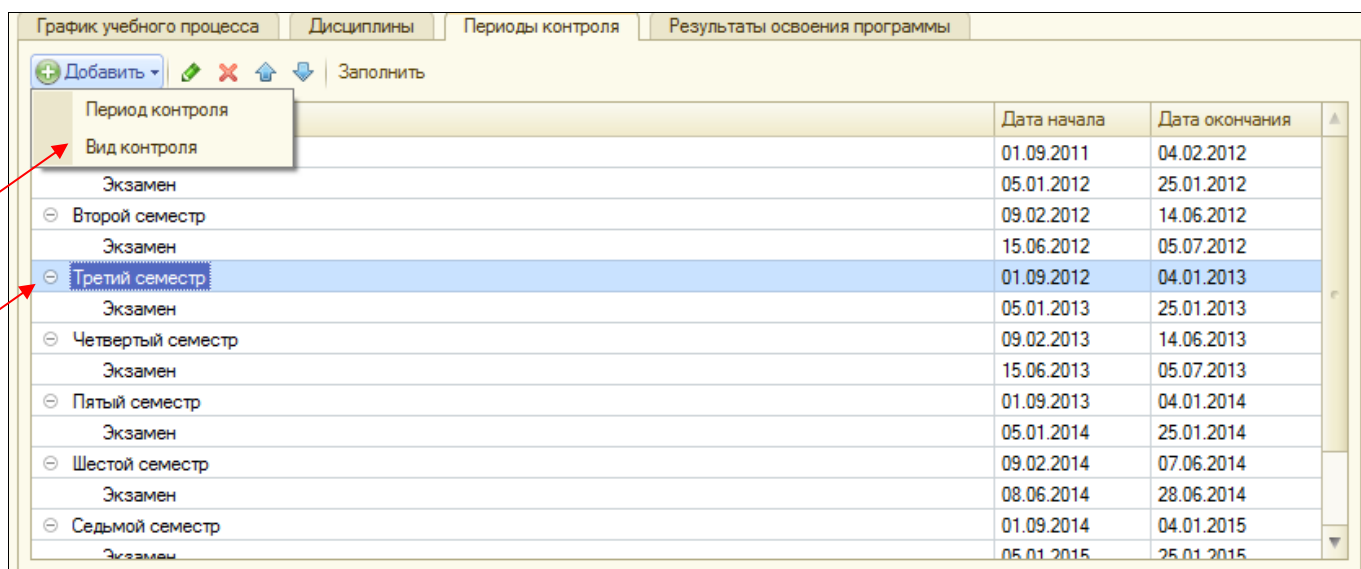 График учебного процесса Дисциплины Периоды контроля Результаты освоения программы
Добавить Заполнить
Период контроля
Вид контроля
Дата начала Дата окончания
01.09.2011 04.02.2012
Экзамен 05.01.2012 25.01.2012
Второй семестр 09.02.2012 14.06.2012
Экзамен 15.06.2012 05.07.2012
Третий семестр 01.09.2012 04.01.2013
Экзамен 05.01.2013 25.01.2013
Четвертый семестр 09.02.2013 14.06.2013
Экзамен 15.06.2013 05.07.2013
Пятый семестр 01.09.2013 04.01.2014
Экзамен 05.01.2014 25.01.2014
Шестой семестр 09.02.2014 07.06.2014
Экзамен 08.06.2014 28.06.2014
Седьмой семестр 01.09.2014 04.01.2015
Экзамен 05.01.2015 25.01.2015